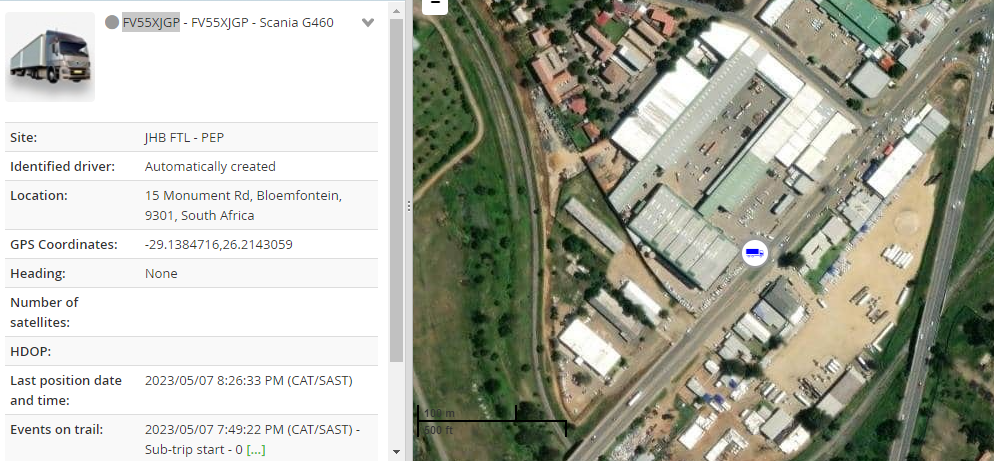 FV55XJGP - FV55XJGP - Scania G460
Site: JHB FTL - PEP
Identified driver: Automatically created
Location: 15 Monument Rd, Bloemfontein,
9301, South Africa
GPS Coordinates: -29.1384716,26.2143059
Heading: None
Number of
satellites:
HDOP:
Last position date 2023/05/07 8:26:33 PM (CAT/SAST)
and time:
Events on trail: 2023/05/07 7:49:22 PM (CAT/SAST) -
Sub-trip start - 0 [...]
100 m
500 ft